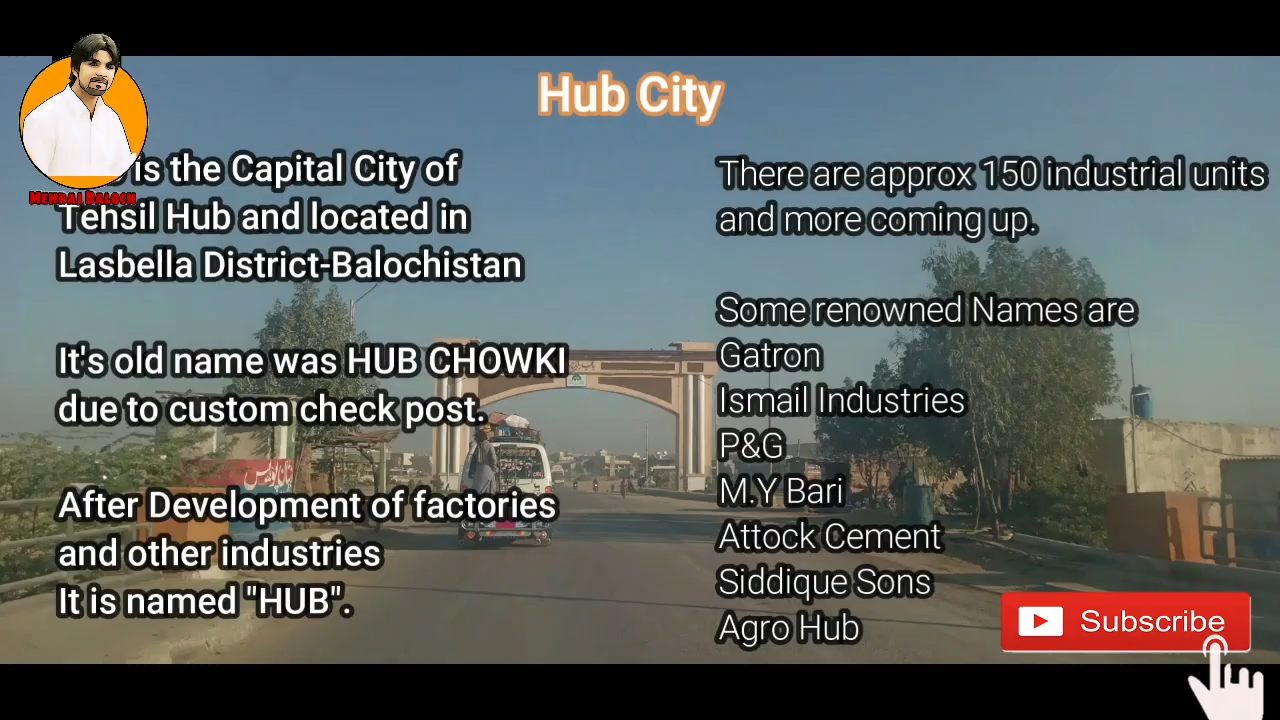 Hub City
is the Capital City of
Tehsil Hub and located in
Lasbella District-Balochistan
It's old name was HUB CHOWKI
due to custom check post.
After Development of factories
and other industries
It is named "HUB".
There are approx 150 industrial units
and more coming up.
Some renowned Names are
Gatron
Ismail Industries
P&G
M.Y Bari
Attock Cement
Siddique Sons
Agro Hub
Mehraj Baloch
Subscribe